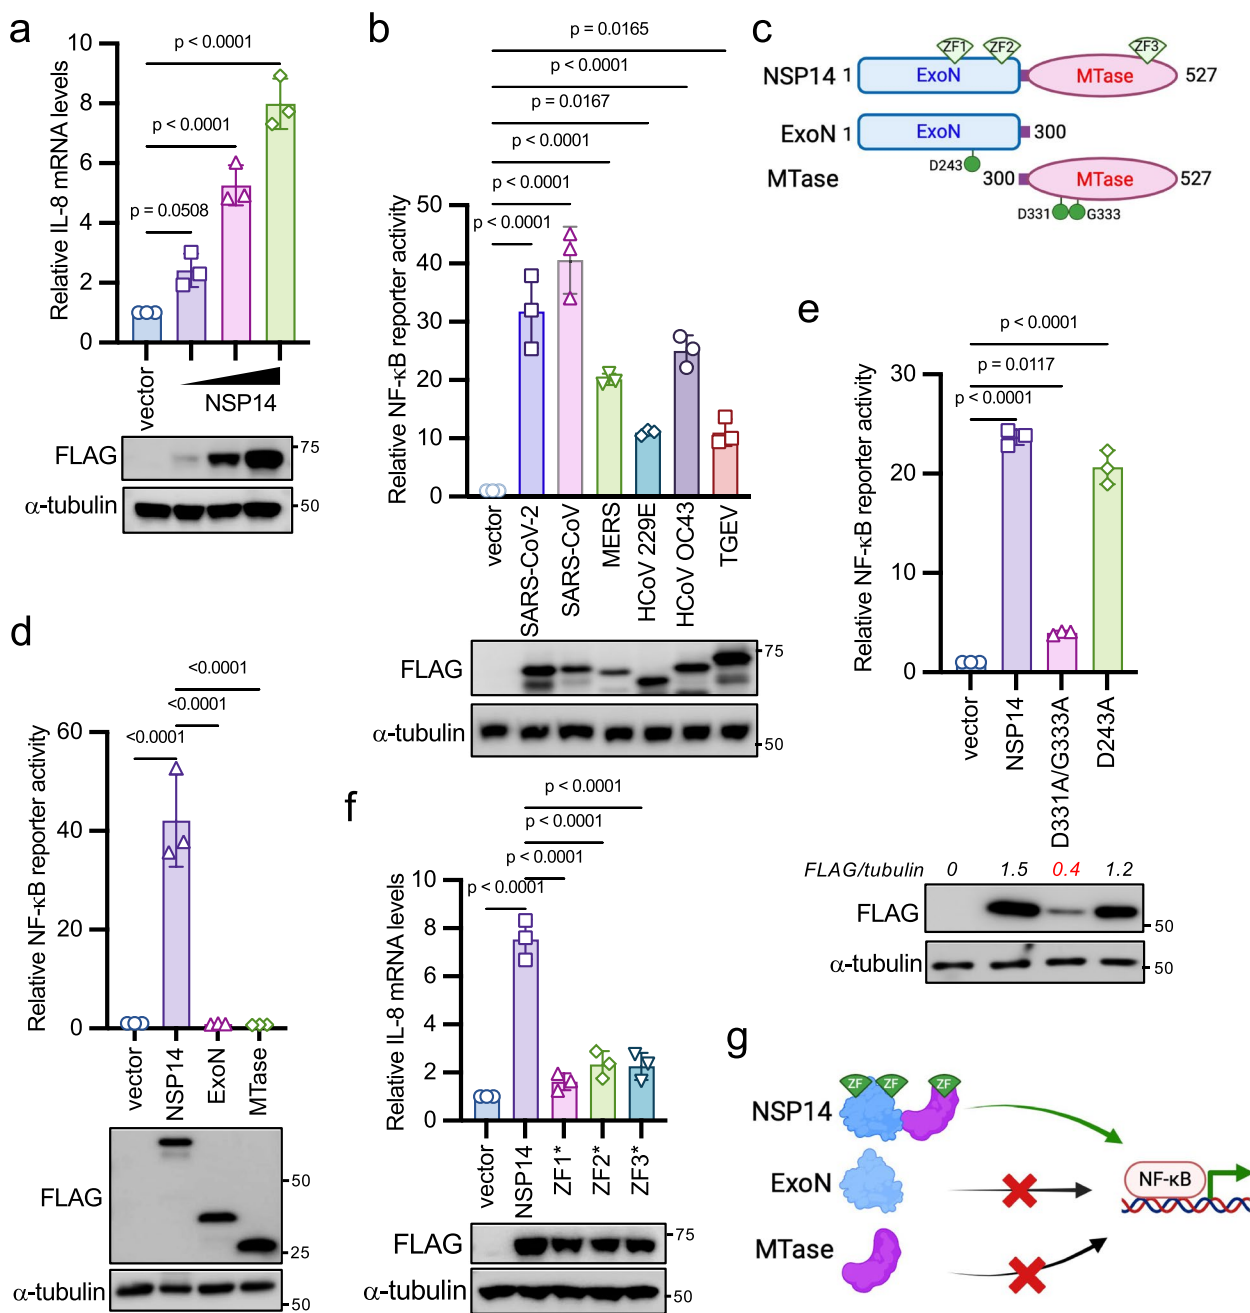 a
Relative IL-8 mRNA levels
10
8
6
4
2
0
p < 0.0001
p < 0.0001
p = 0.0508
vector
NSP14
FLAG
75
α-tubulin
50
b
Relative NF-κB reporter activity
50
40
30
20
10
0
p = 0.0165
p < 0.0001
p = 0.0167
p < 0.0001
p < 0.0001
p < 0.0001
vector
SARS-CoV-2
SARS-CoV
MERS
HCoV 229E
HCoV OC43
TGEV
FLAG
75
α-tubulin
50
c
ZF1 ZF2 ZF3
NSP14 1 ExoN MTase 527
ExoN 1 ExoN 300
D243
MTase 300 MTase 527
D331 G333
d
Relative NF-κB reporter activity
60
40
20
0
<0.0001
<0.0001
<0.0001
vector
NSP14
ExoN
MTase
FLAG
50
25
α-tubulin
50
e
Relative NF-κB reporter activity
30
20
10
0
p < 0.0001
p = 0.0117
p < 0.0001
vector
NSP14
D331A/G333A
D243A
FLAG/tubulin 0 1.5 0.4 1.2
FLAG
50
α-tubulin
50
f
Relative IL-8 mRNA levels
10
8
6
4
2
0
p < 0.0001
p < 0.0001
p < 0.0001
p < 0.0001
vector
NSP14
ZF1*
ZF2*
ZF3*
FLAG
75
α-tubulin
50
g
ZF ZF ZF
NSP14
ExoN
MTase
NF-κB